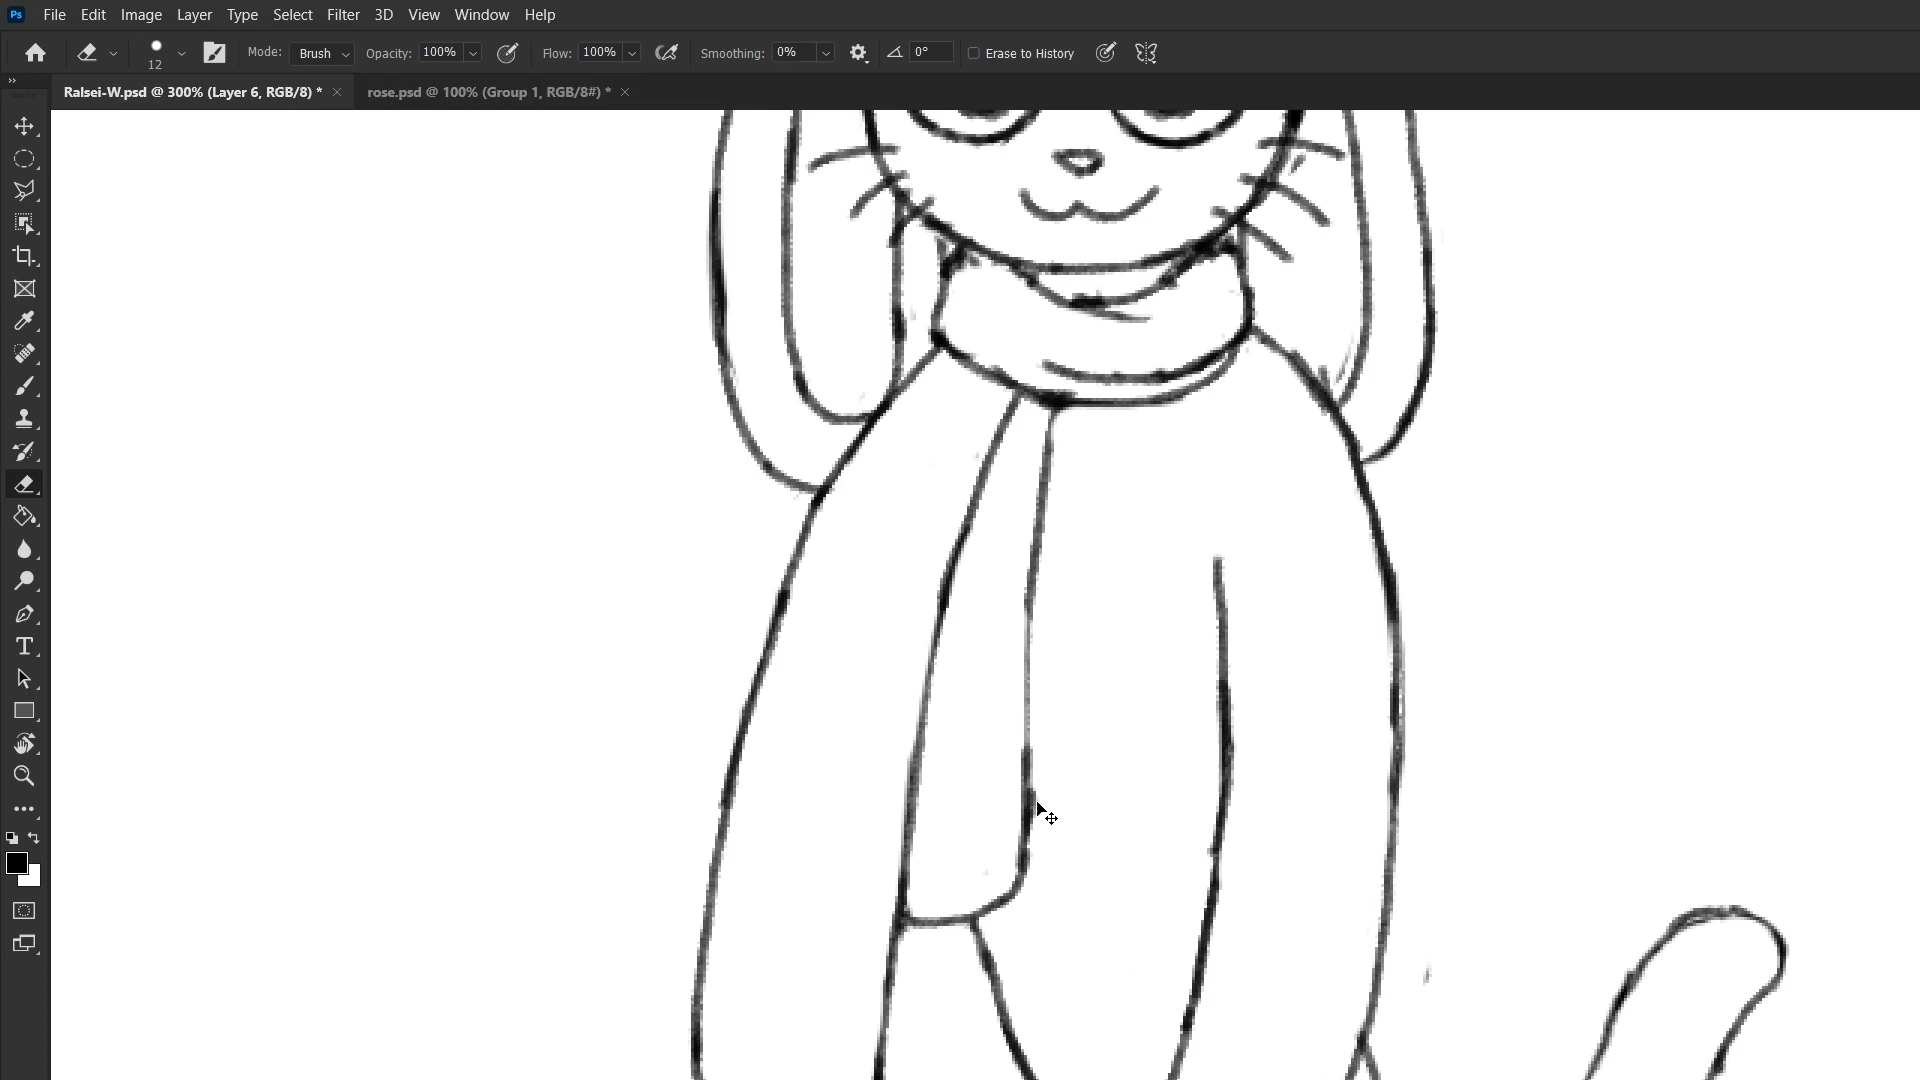 Ps File Edit Image Layer Type Select Filter 3D View Window Help
12 Mode: Brush Opacity: 100% Flow: 100% Smoothing: 0% 0° Erase to History
Ralsei-W.psd @ 300% (Layer 6, RGB/8) * rose.psd @ 100% (Group 1, RGB/8#) *